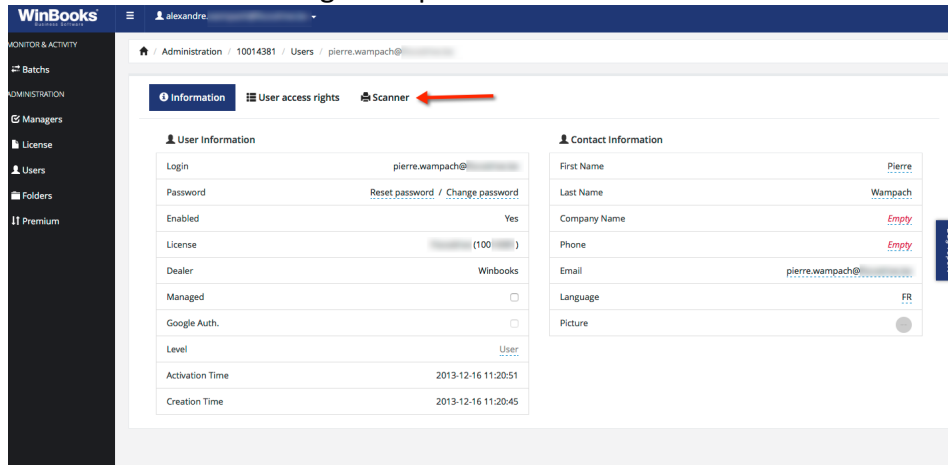 WinBooks
Business Software
alexandre.
MONITOR & ACTIVITY
Batchs
ADMINISTRATION
Managers
License
Users
Folders
Premium
/ Administration / 10014381 / Users / pierre.wampach@
Information
User access rights
Scanner
User Information
Login pierre.wampach@
Password Reset password / Change password
Enabled Yes
License (100 )
Dealer Winbooks
Managed
Google Auth.
Level User
Activation Time 2013-12-16 11:20:51
Creation Time 2013-12-16 11:20:45
Contact Information
First Name Pierre
Last Name Wampach
Company Name Empty
Phone Empty
Email pierre.wampach@
Language FR
Picture